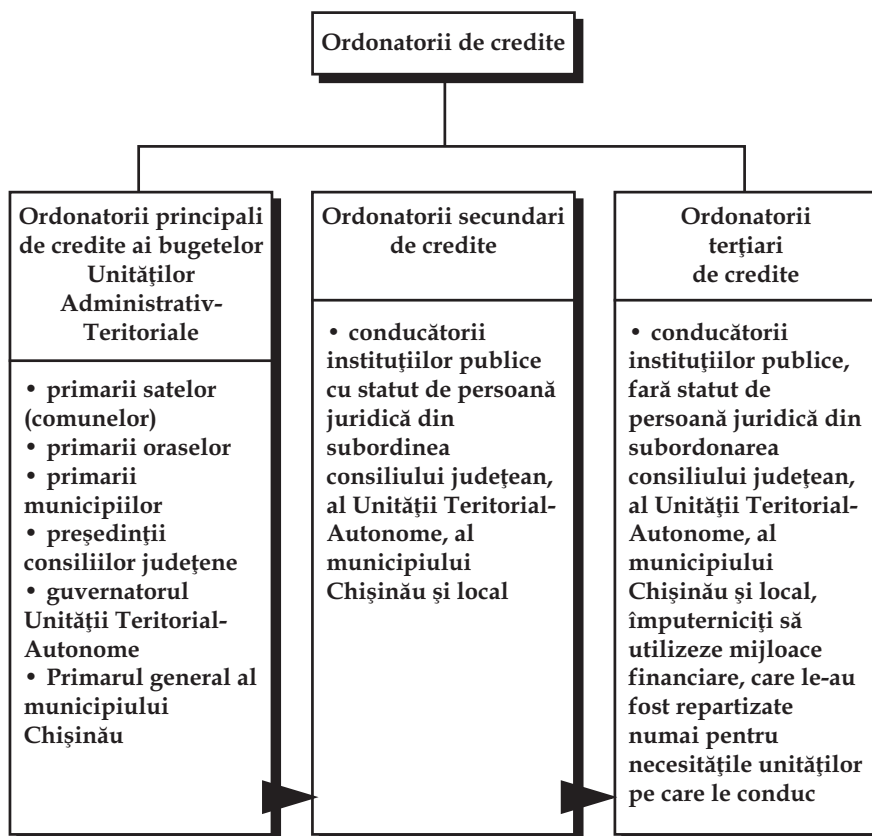 Ordonatorii de credite
Ordonatorii principali
de credite ai bugetelor
Unităţilor
Administrativ-
Teritoriale
• primarii satelor
(comunelor)
• primarii oraselor
• primarii
municipiilor
• preşedinţii
consiliilor judeţene
• guvernatorul
Unităţii Teritorial-
Autonome
• Primarul general al
municipiului
Chişinău
Ordonatorii secundari
de credite
• conducătorii
instituţiilor publice
cu statut de persoană
juridică din
subordinea
consiliului judeţean,
al Unităţii Teritorial-
Autonome, al
municipiului
Chişinău şi local
Ordonatorii
terţiari
de credite
• conducătorii
instituţiilor publice,
fară statut de
persoană juridică din
subordonarea
consiliului judeţean,
al Unităţii Teritorial-
Autonome, al
municipiului
Chişinău şi local,
împuterniciţi să
utilizeze mijloace
financiare, care le-au
fost repartizate
numai pentru
necesităţile unităţilor
pe care le conduc